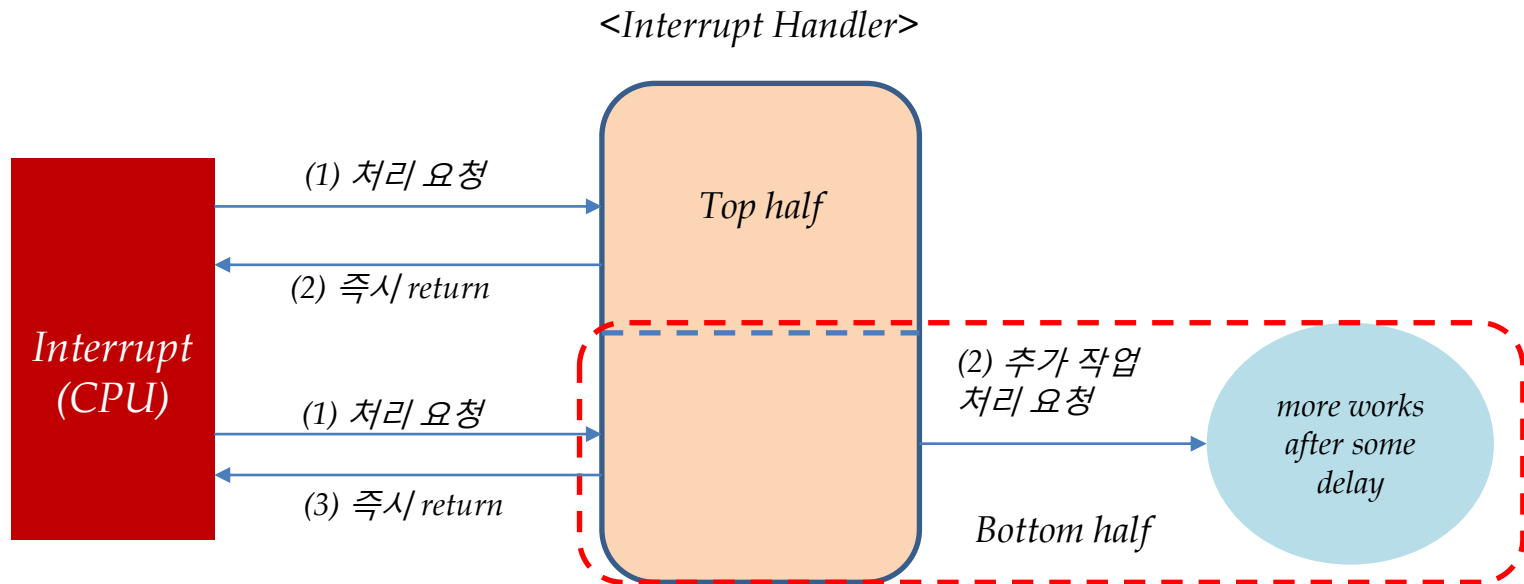 <Interrupt Handler>
(1) 처리 요청
Top half
(2) 즉시 return
Interrupt
(CPU)
(1) 처리 요청
(3) 즉시 return
(2) 추가 작업
처리 요청
more works
after some
delay
Bottom half